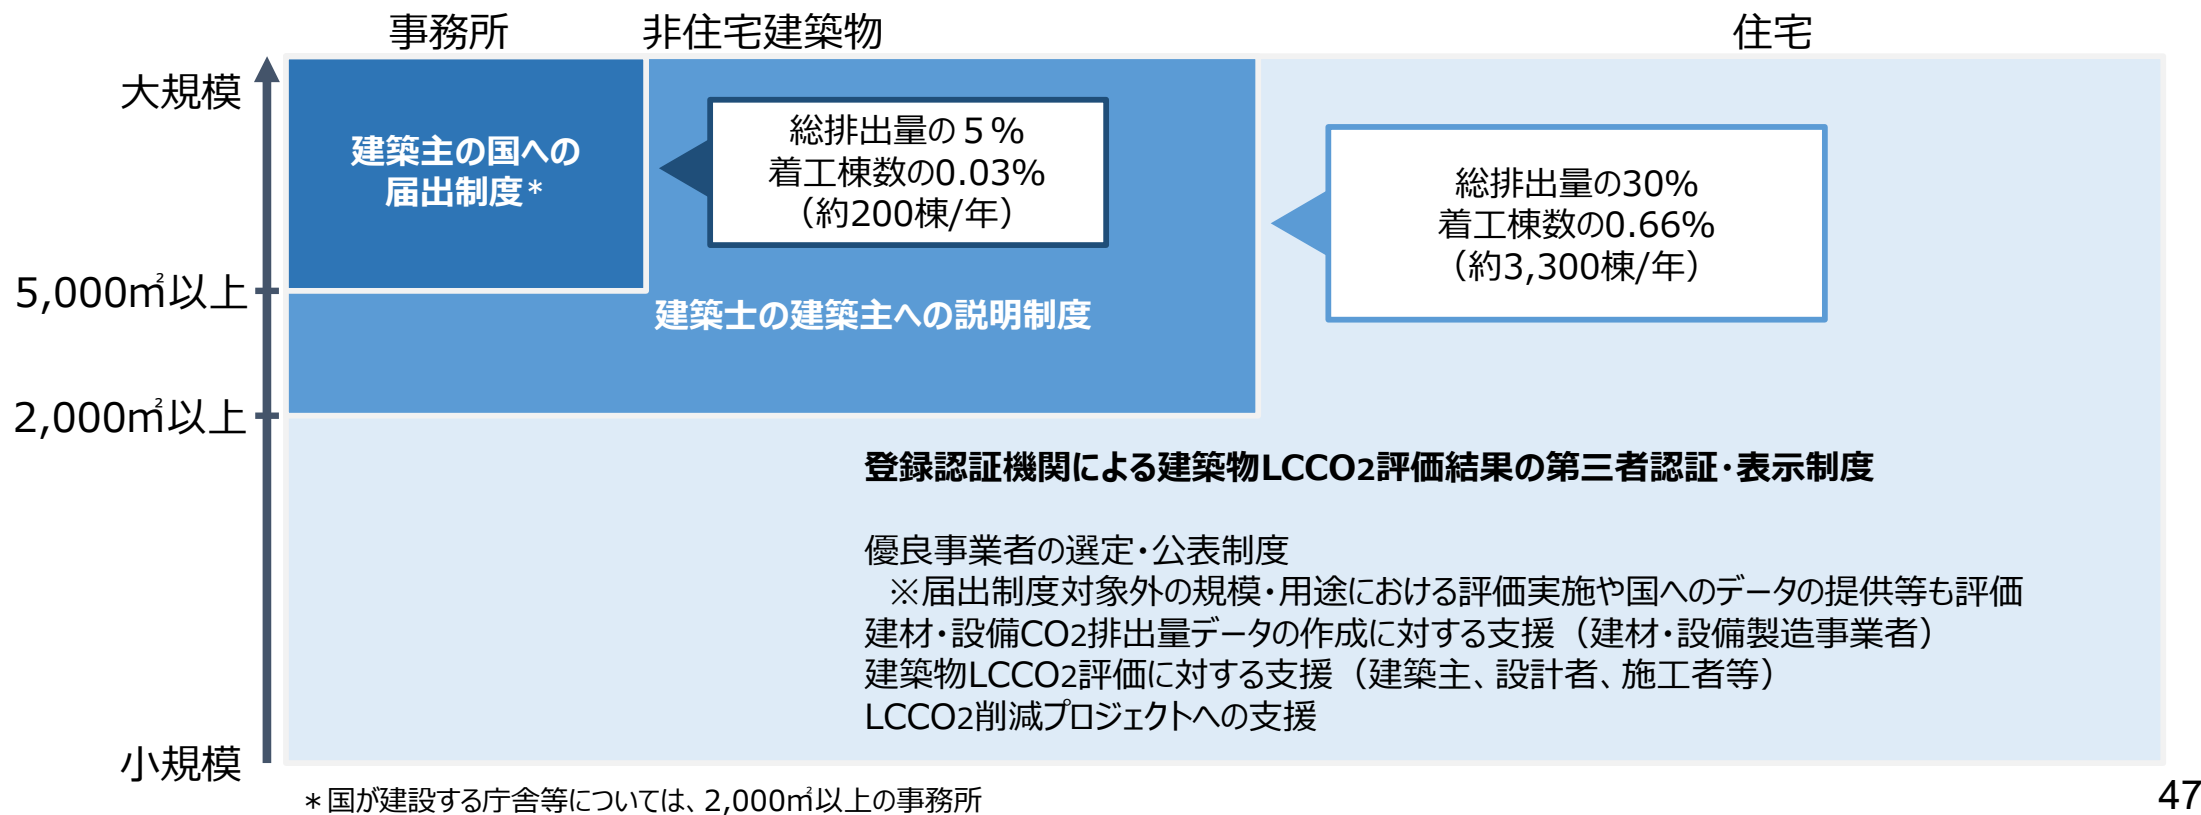 事務所
非住宅建築物
住宅
大規模
5,000㎡以上
2,000㎡以上
小規模
建築主の国への
届出制度*
総排出量の５%
着工棟数の0.03%
（約200棟/年）
建築士の建築主への説明制度
総排出量の30%
着工棟数の0.66%
（約3,300棟/年）
登録認証機関による建築物LCCO2評価結果の第三者認証・表示制度
優良事業者の選定・公表制度
※届出制度対象外の規模・用途における評価実施や国へのデータの提供等も評価
建材・設備CO2排出量データの作成に対する支援（建材・設備製造事業者）
建築物LCCO2評価に対する支援（建築主、設計者、施工者等）
LCCO2削減プロジェクトへの支援
*国が建設する庁舎等については、2,000㎡以上の事務所
47